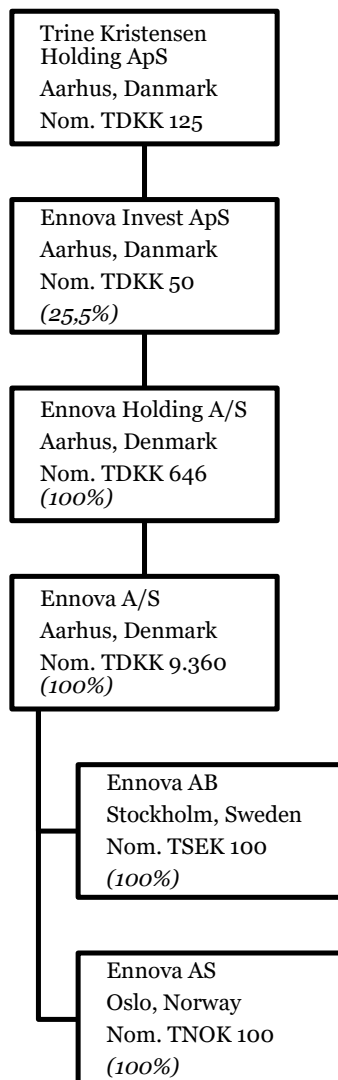 Trine Kristensen
Holding ApS
Aarhus, Danmark
Nom. TDKK 125
Ennova Invest ApS
Aarhus, Danmark
Nom. TDKK 50
(25,5%)
Ennova Holding A/S
Aarhus, Denmark
Nom. TDKK 646
(100%)
Ennova A/S
Aarhus, Denmark
Nom. TDKK 9.360
(100%)
Ennova AB
Stockholm, Sweden
Nom. TSEK 100
(100%)
Ennova AS
Oslo, Norway
Nom. TNOK 100
(100%)